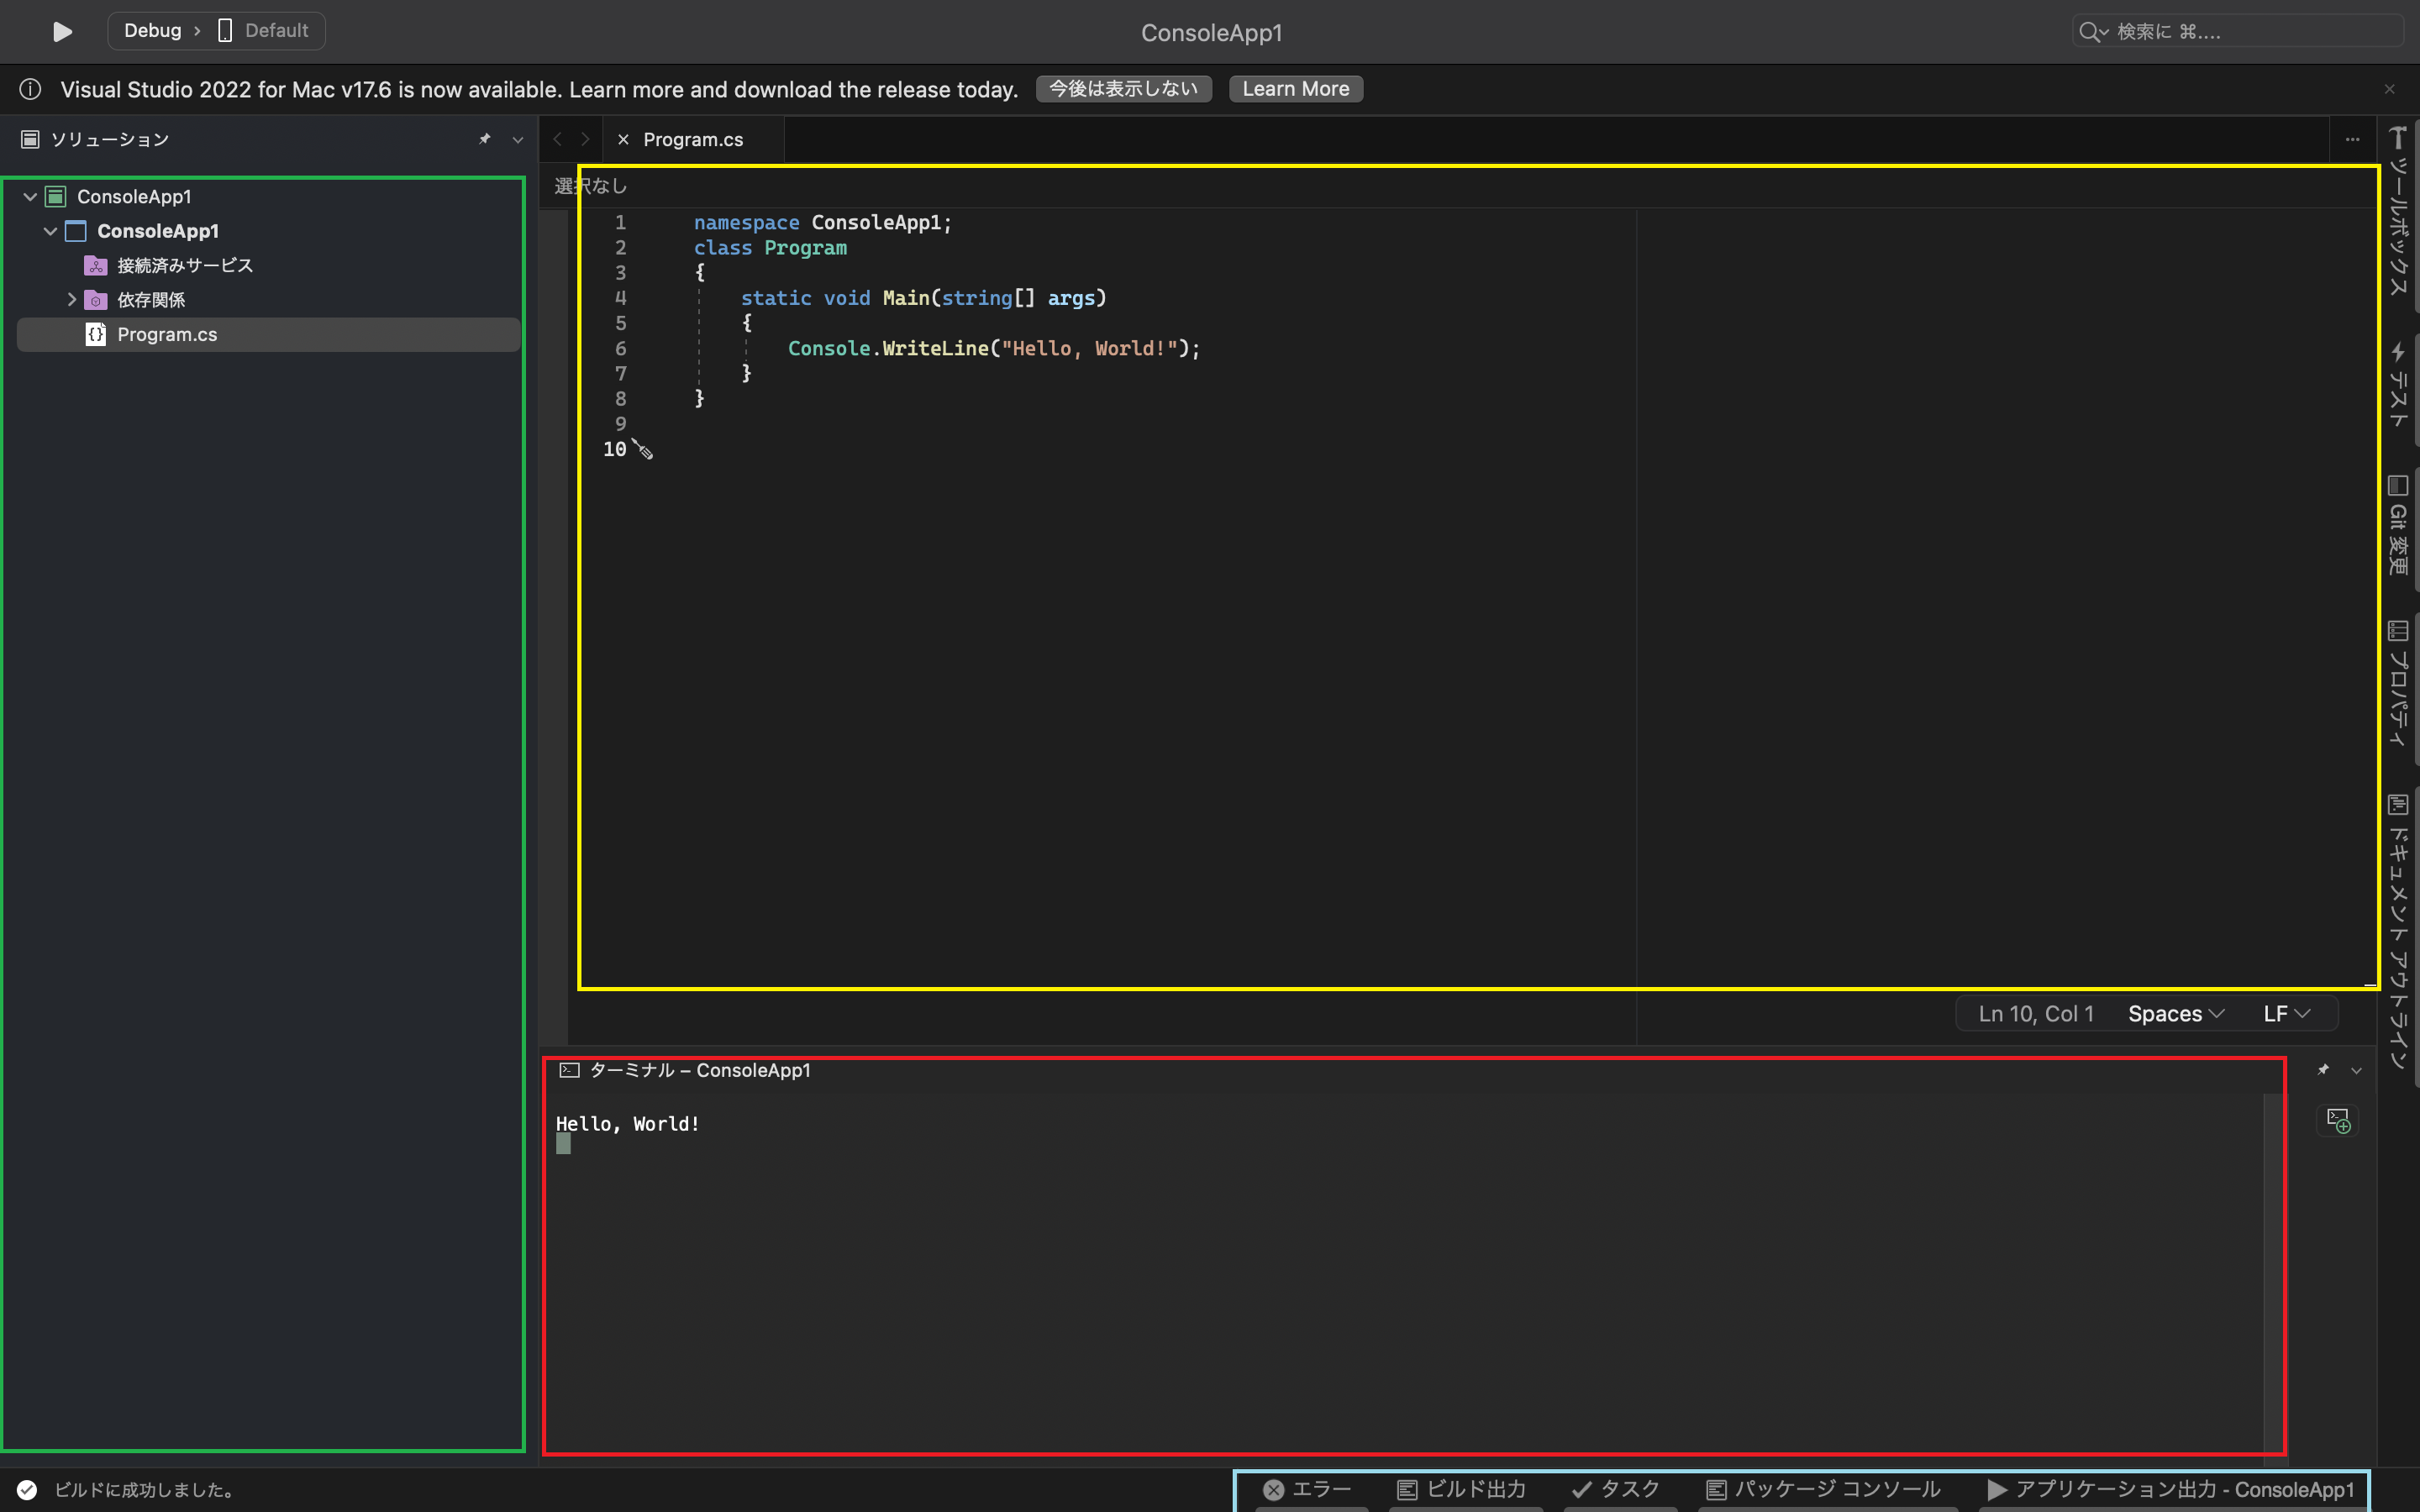 Debug › Default
ConsoleApp1
検索に ⌘....
Visual Studio 2022 for Mac v17.6 is now available. Learn more and download the release today.
今後は表示しない
Learn More
ソリューション
ConsoleApp1
ConsoleApp1
接続済みサービス
依存関係
Program.cs
Program.cs
選択なし
1 namespace ConsoleApp1;
2 class Program
3 {
4 static void Main(string[] args)
5 {
6 Console.WriteLine("Hello, World!");
7 }
8 }
9
10
Ln 10, Col 1 Spaces LF
ターミナル – ConsoleApp1
Hello, World!
ツールボックス
テスト
Git 変更
プロパティ
ドキュメント アウトライン
ビルドに成功しました。
エラー
ビルド出力
タスク
パッケージ コンソール
アプリケーション出力 - ConsoleApp1